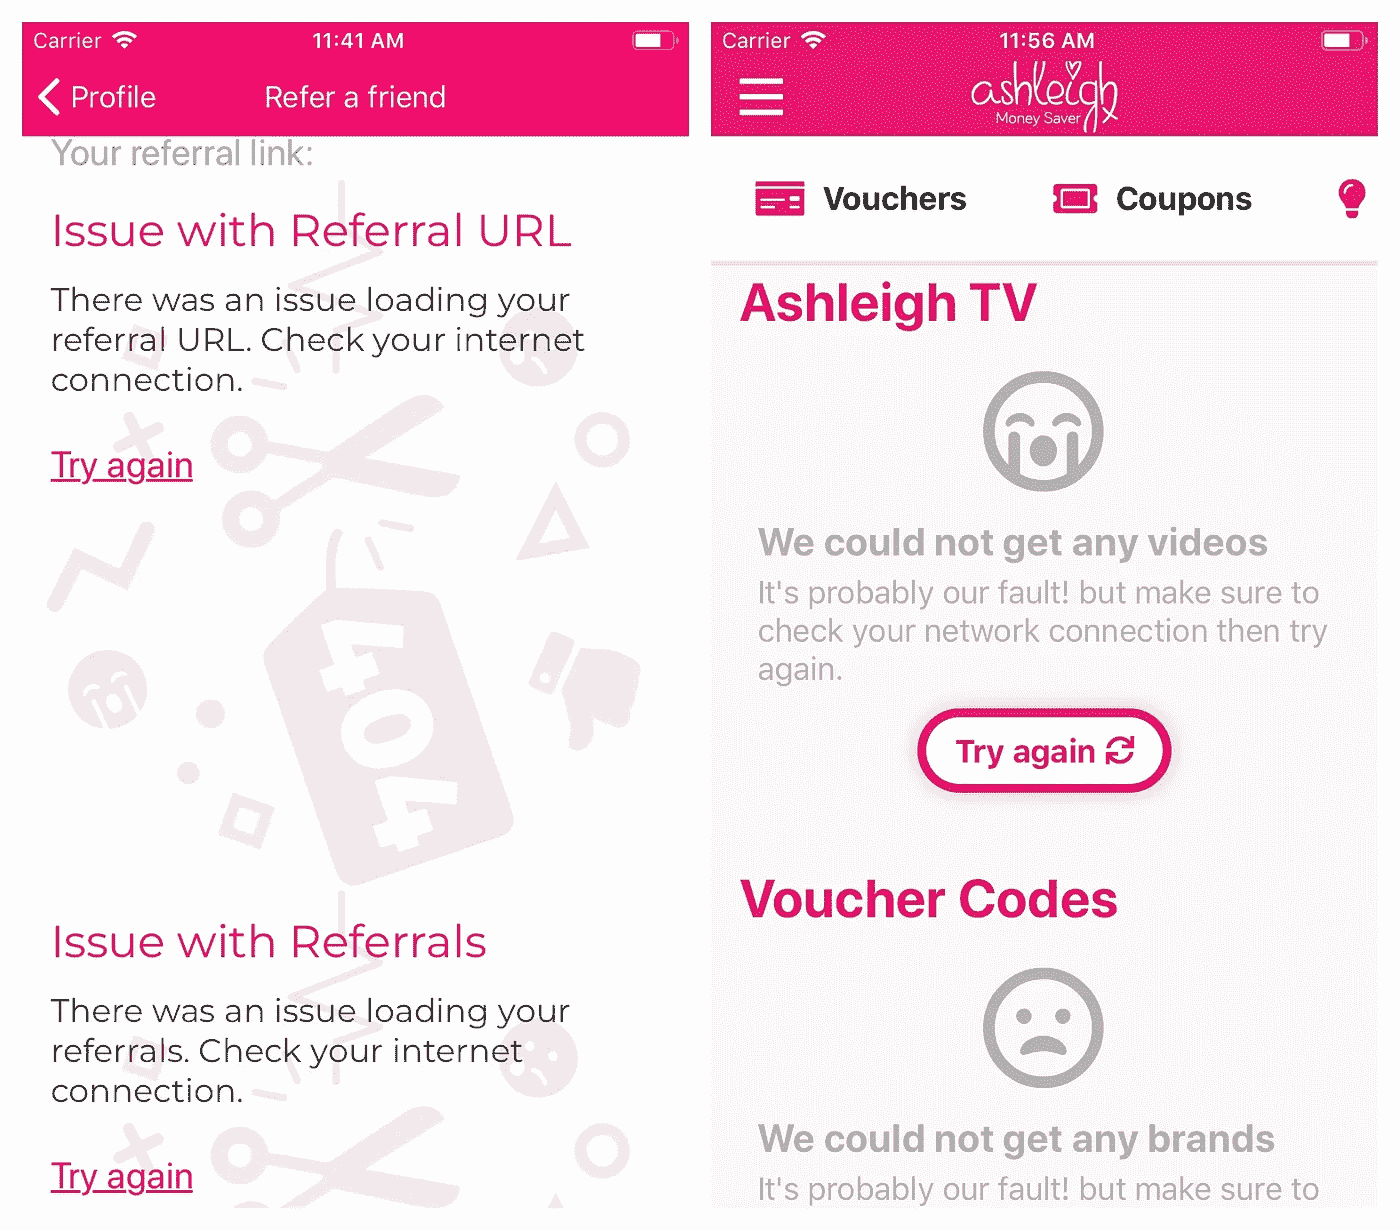 Carrier
11:41 AM
Profile
Refer a friend
Your referral link:
Issue with Referral URL
There was an issue loading your
referral URL. Check your internet
connection.
Try again
404
Issue with Referrals
There was an issue loading your
referrals. Check your internet
connection.
Try again
Carrier
11:56 AM
ashleigh
Money Saver
Vouchers
Coupons
Ashleigh TV
We could not get any videos
It's probably our fault! but make sure to
check your network connection then try
again.
Try again
Voucher Codes
We could not get any brands
It's probably our fault! but make sure to